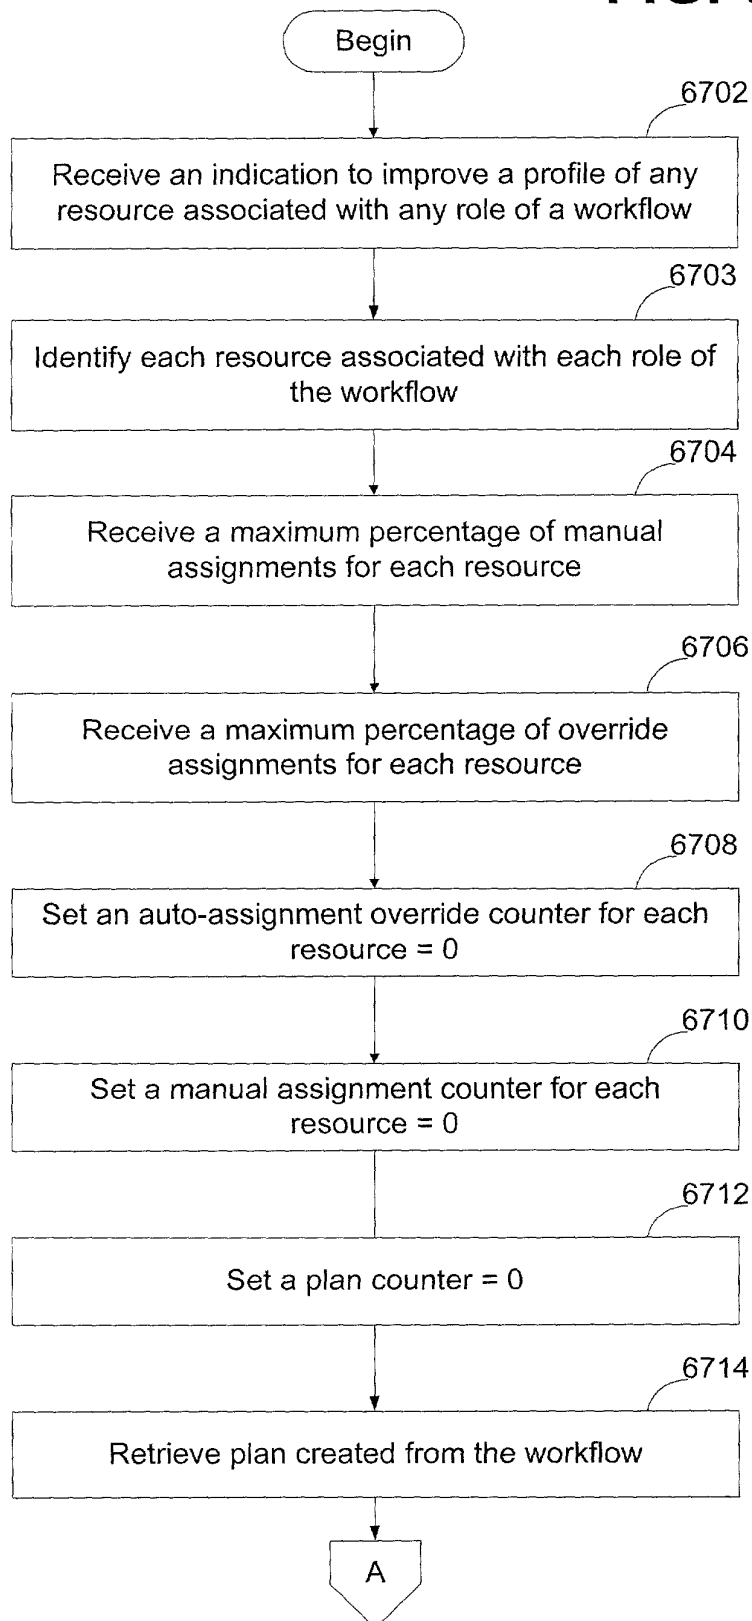 Begin
6702
Receive an indication to improve a profile of any
resource associated with any role of a workflow
6703
Identify each resource associated with each role of
the workflow
6704
Receive a maximum percentage of manual
assignments for each resource
6706
Receive a maximum percentage of override
assignments for each resource
6708
Set an auto-assignment override counter for each
resource = 0
6710
Set a manual assignment counter for each
resource = 0
6712
Set a plan counter = 0
6714
Retrieve plan created from the workflow
A